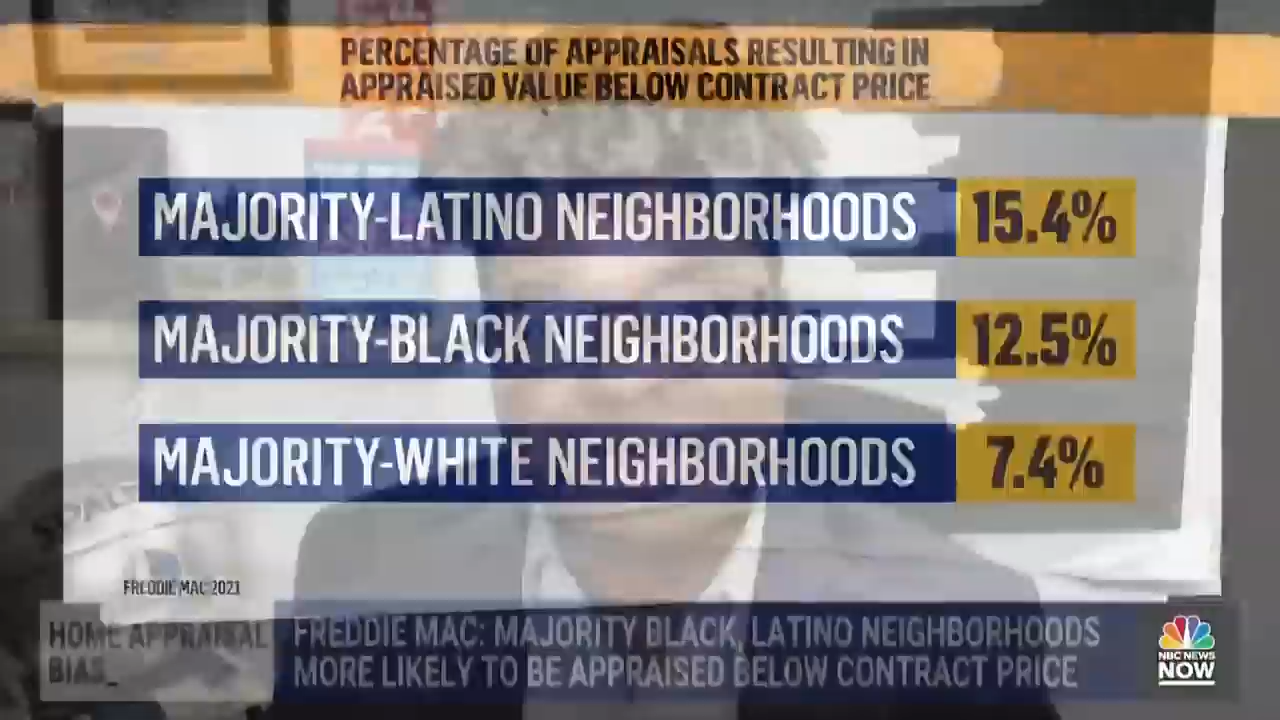 PERCENTAGE OF APPRAISALS RESULTING IN
APPRAISED VALUE BELOW CONTRACT PRICE
MAJORITY-LATINO NEIGHBORHOODS 15.4%
MAJORITY-BLACK NEIGHBORHOODS 12.5%
MAJORITY-WHITE NEIGHBORHOODS 7.4%
FREDDIE MAC 2021
HOME APPRAISAL
BIAS_
FREDDIE MAC: MAJORITY BLACK, LATINO NEIGHBORHOODS
MORE LIKELY TO BE APPRAISED BELOW CONTRACT PRICE
NBC NEWS
NOW